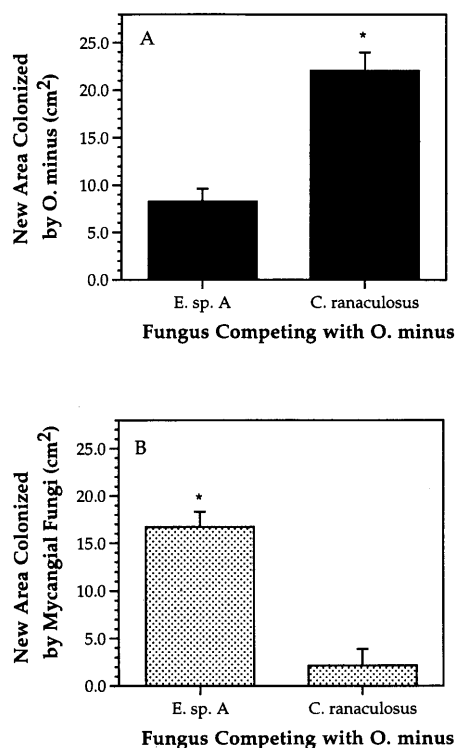 New Area Colonized
by O. minus (cm2)
A
25.0
20.0
15.0
10.0
5.0
0.0
*
E. sp. A
C. ranaculosus
Fungus Competing with O. minus
New Area Colonized
by Mycangial Fungi (cm2)
B
25.0
20.0
15.0
10.0
5.0
0.0
*
E. sp. A
C. ranaculosus
Fungus Competing with O. minus